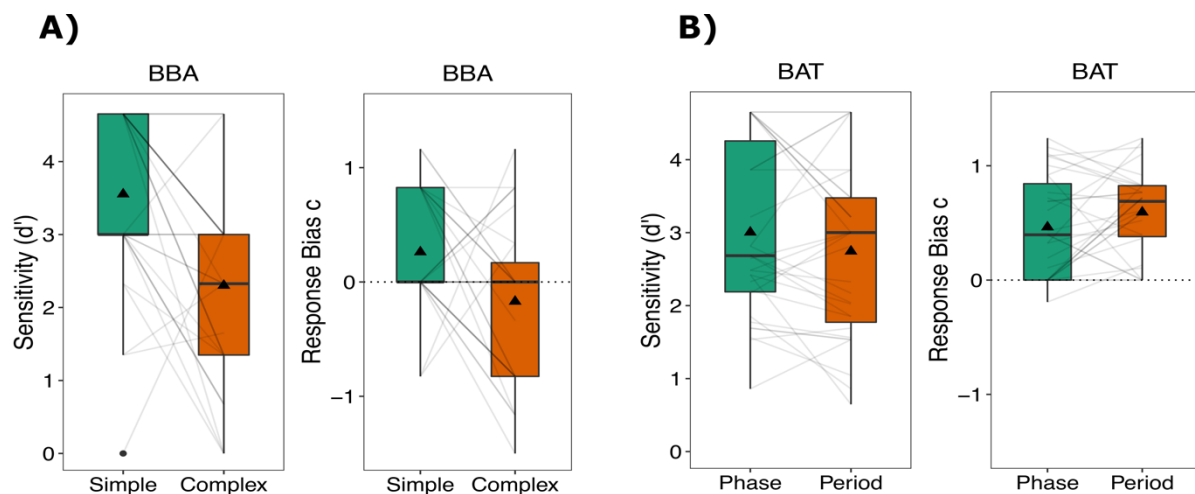 A)
B)
BBA
BBA
BAT
BAT
Sensitivity (d')
4
3
2
1
0
Simple Complex
Response Bias c
1
0
−1
Simple Complex
Sensitivity (d')
4
3
2
1
0
Phase Period
Response Bias c
1
0
−1
Phase Period